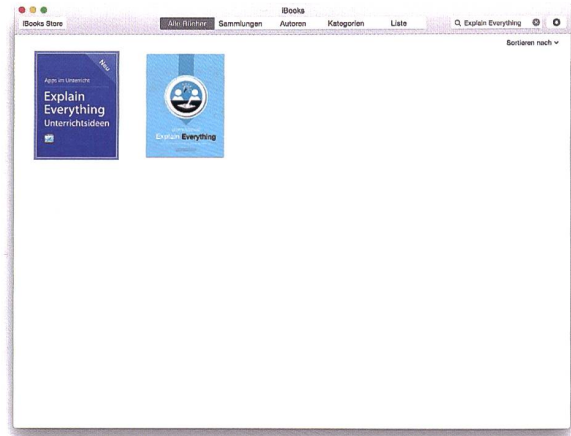 iBooks
iBooks Store
Alle Bücher Sammlungen Autoren Kategorien Liste
Explain Everything
Sortieren nach
Neu
Apps im Unterricht
Explain
Everything
Unterrichtsideen
Explain Everything